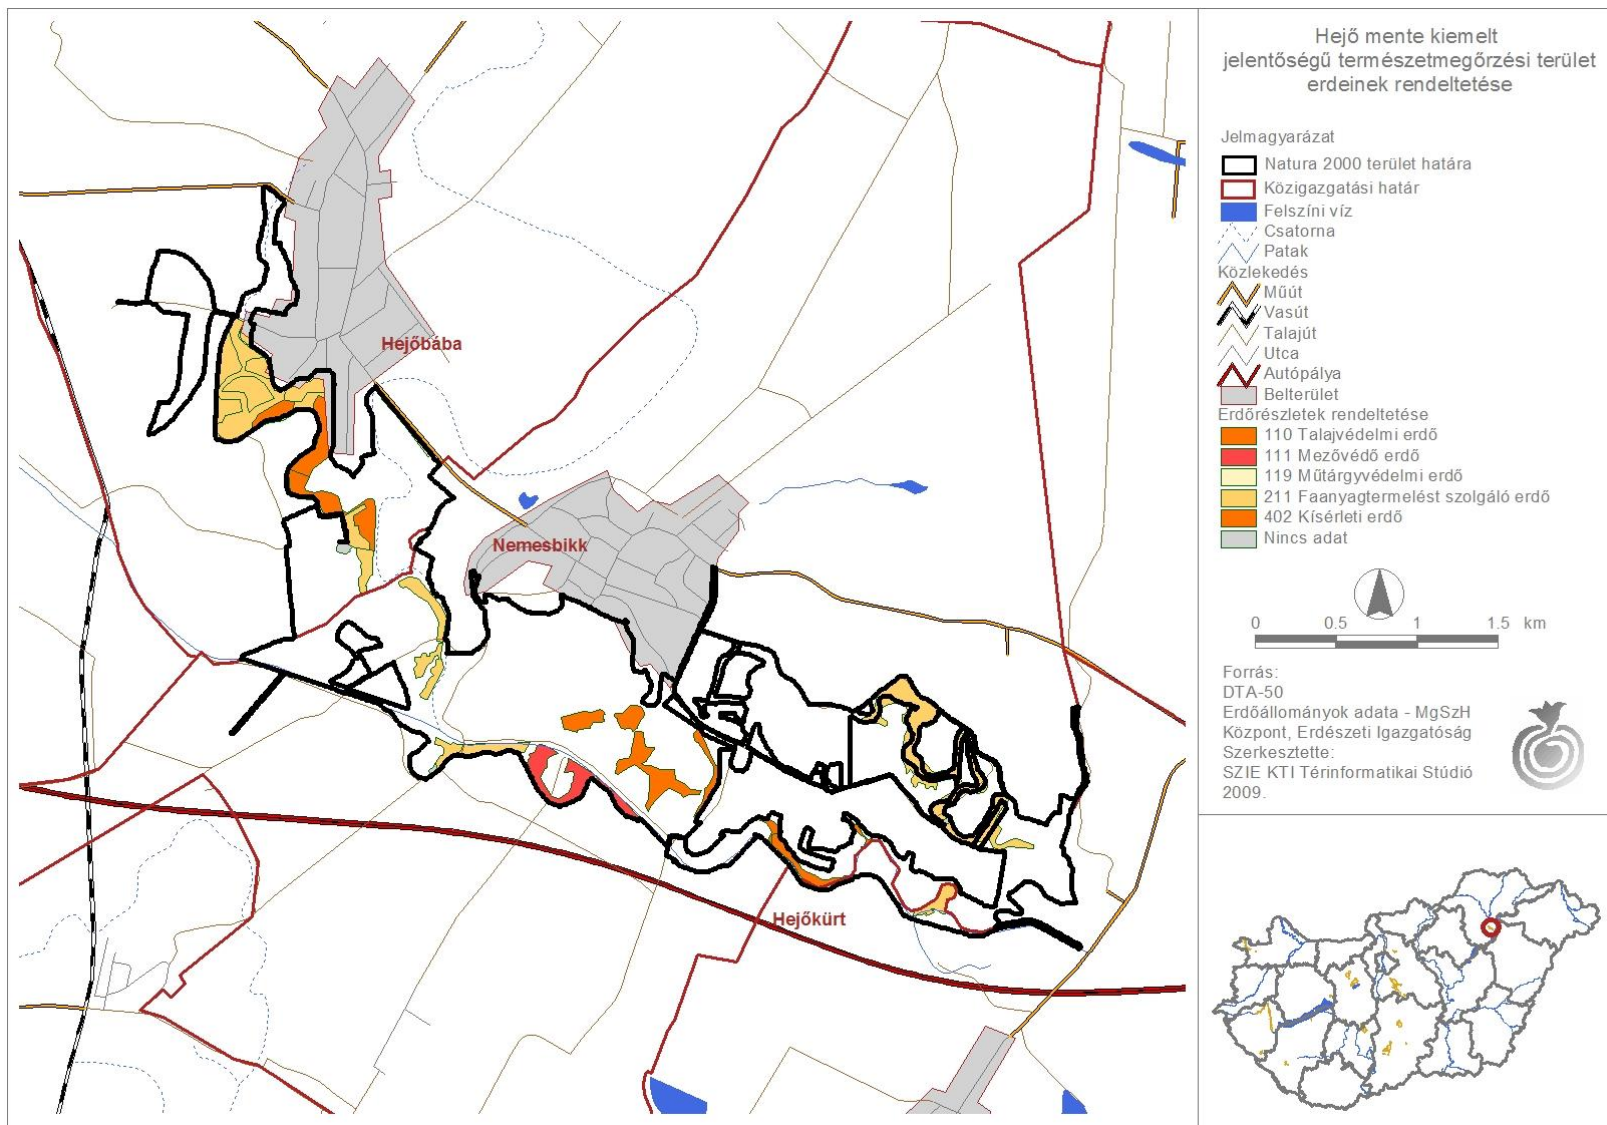 Hejő mente kiemelt
jelentőségű természetmegőrzési terület
erdeinek rendeltetése
Jelmagyarázat
Natura 2000 terület határa
Közigazgatási határ
Felszíni víz
Csatorna
Patak
Közlekedés
Műút
Vasút
Talajút
Utca
Autópálya
Belterület
Erdőrészletek rendeltetése
110 Talajvédelmi erdő
111 Mezővédő erdő
119 Műtárgyvédelmi erdő
211 Faanyagtermelést szolgáló erdő
402 Kísérleti erdő
Nincs adat
0 0.5 1 1.5 km
Forrás:
DTA-50
Erdőállományok adata - MgSzH
Központ, Erdészeti Igazgatóság
Szerkesztette:
SZIE KTI Térinformatikai Stúdió
2009.
Hejőbába
Nemesbikk
Hejőkürt